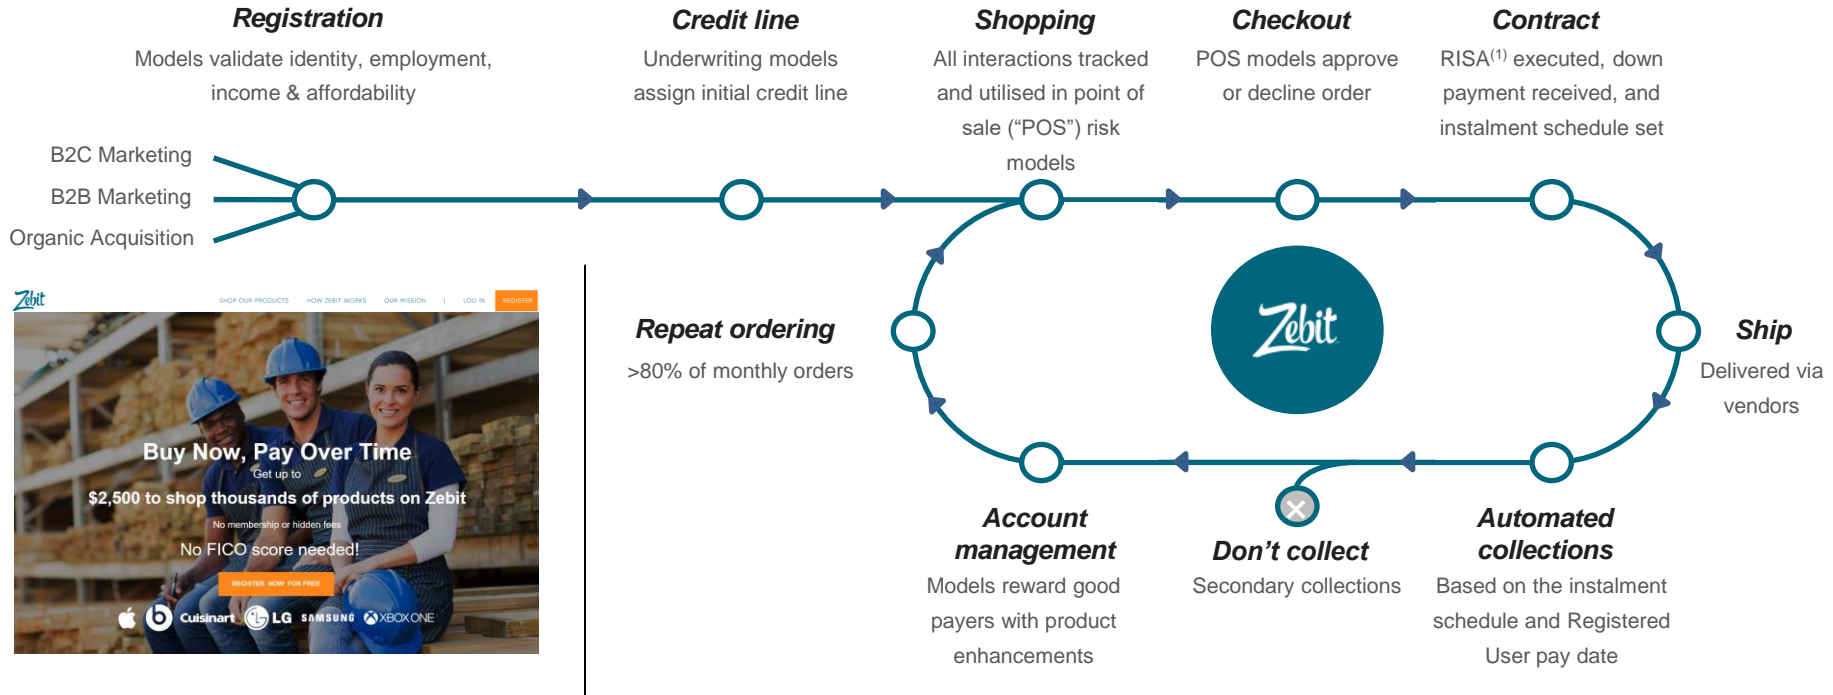 Registration
Models validate identity, employment,
income & affordability
Credit line
Underwriting models
assign initial credit line
Shopping
All interactions tracked
and utilised in point of
sale (“POS”) risk
models
Checkout
POS models approve
or decline order
Contract
RISA(1) executed, down
payment received, and
instalment schedule set
B2C Marketing
B2B Marketing
Organic Acquisition
Zebit
SHOP OUR PRODUCTS HOW ZEBIT WORKS OUR MISSION | LOG IN REGISTER
Buy Now, Pay Over Time
Get up to
$2,500 to shop thousands of products on Zebit
No membership or hidden fees
No FICO score needed!
REGISTER NOW FOR FREE
b Cuisinart LG LG SAMSUNG XBOX ONE
Repeat ordering
>80% of monthly orders
Zebit
Ship
Delivered via
vendors
Account
management
Models reward good
payers with product
enhancements
Don’t collect
Secondary collections
Automated
collections
Based on the instalment
schedule and Registered
User pay date